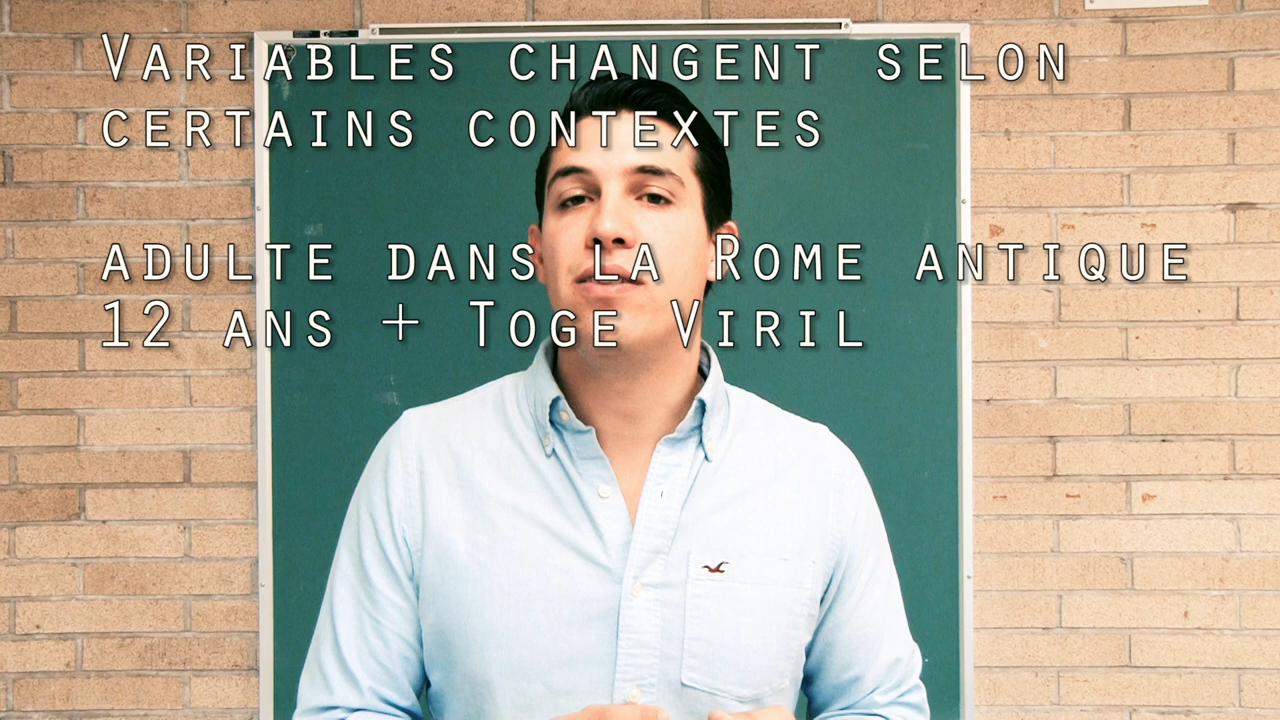 Variables changent selon
certains contextes
adulte dans la Rome antique
12 ans + Toge Viril